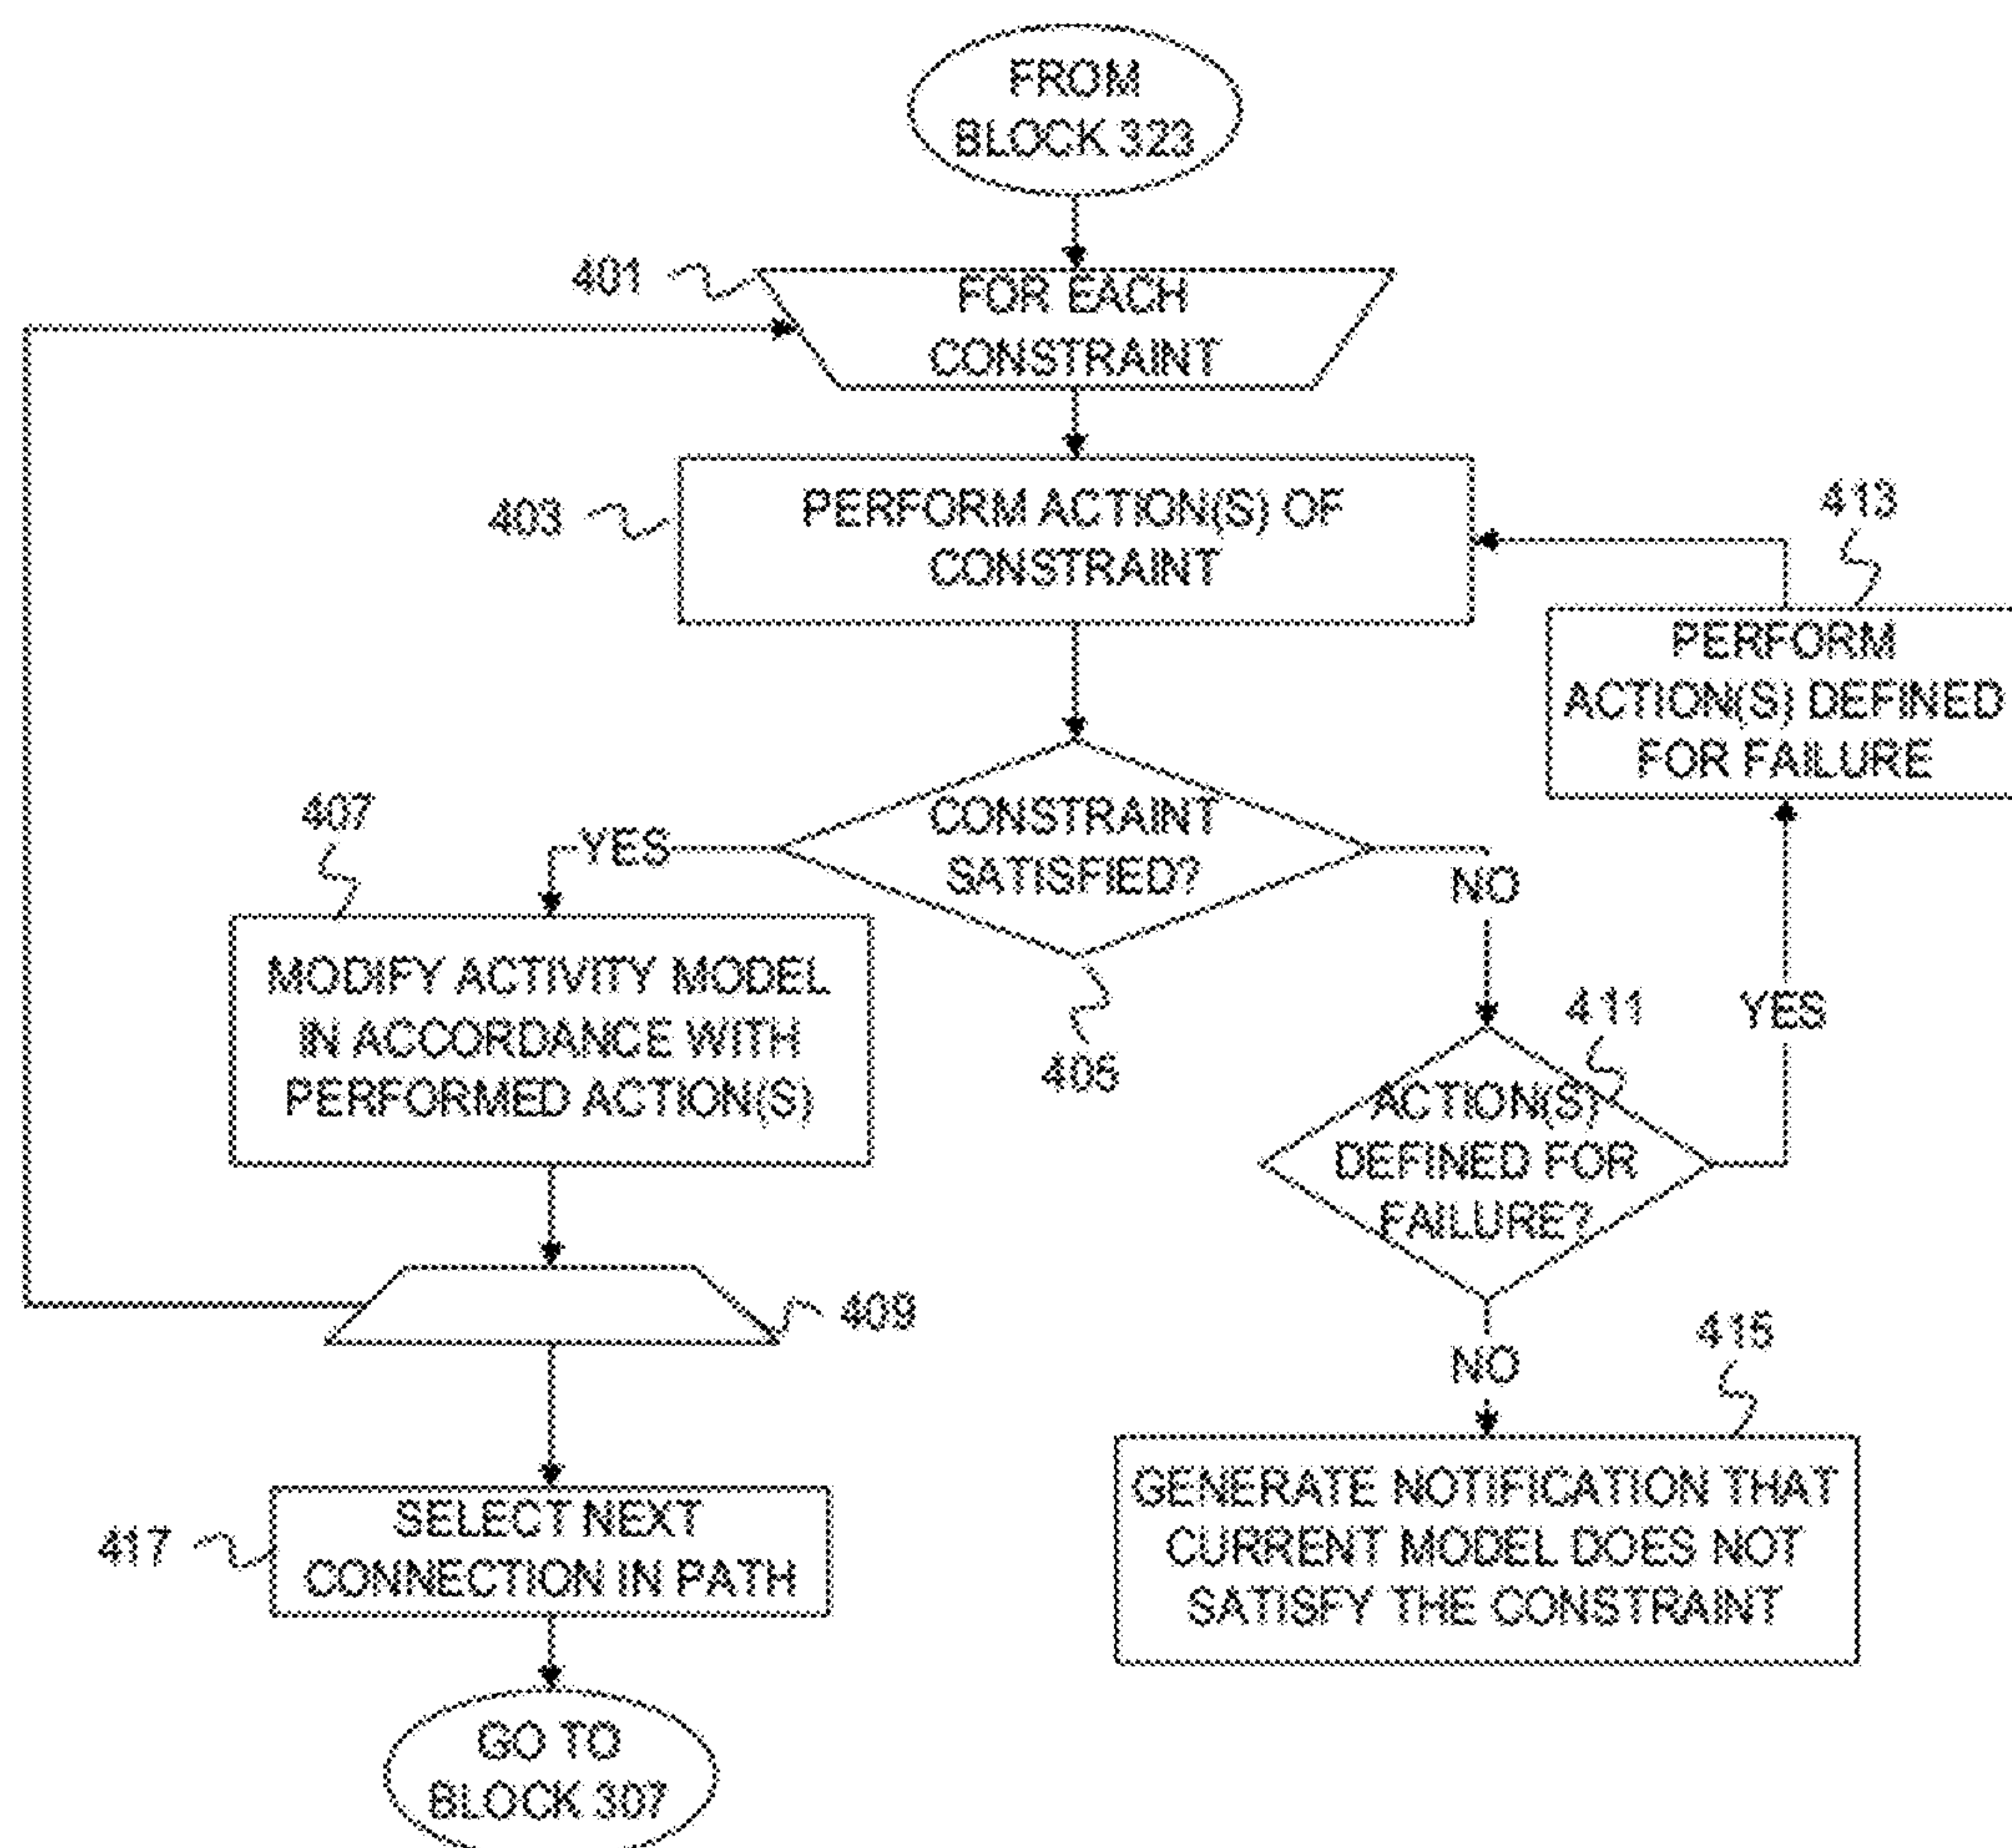 FROM
BLOCK 323
401
FOR EACH
CONSTRAINT
403
PERFORM ACTION(S) OF
CONSTRAINT
413
PERFORM
ACTION(S) DEFINED
FOR FAILURE
407
YES
CONSTRAINT
SATISFIED?
NO
MODIFY ACTIVITY MODEL
IN ACCORDANCE WITH
PERFORMED ACTION(S)
405
411
YES
ACTION(S)
DEFINED FOR
FAILURE?
409
NO
415
GENERATE NOTIFICATION THAT
CURRENT MODEL DOES NOT
SATISFY THE CONSTRAINT
417
SELECT NEXT
CONNECTION IN PATH
GO TO
BLOCK 307